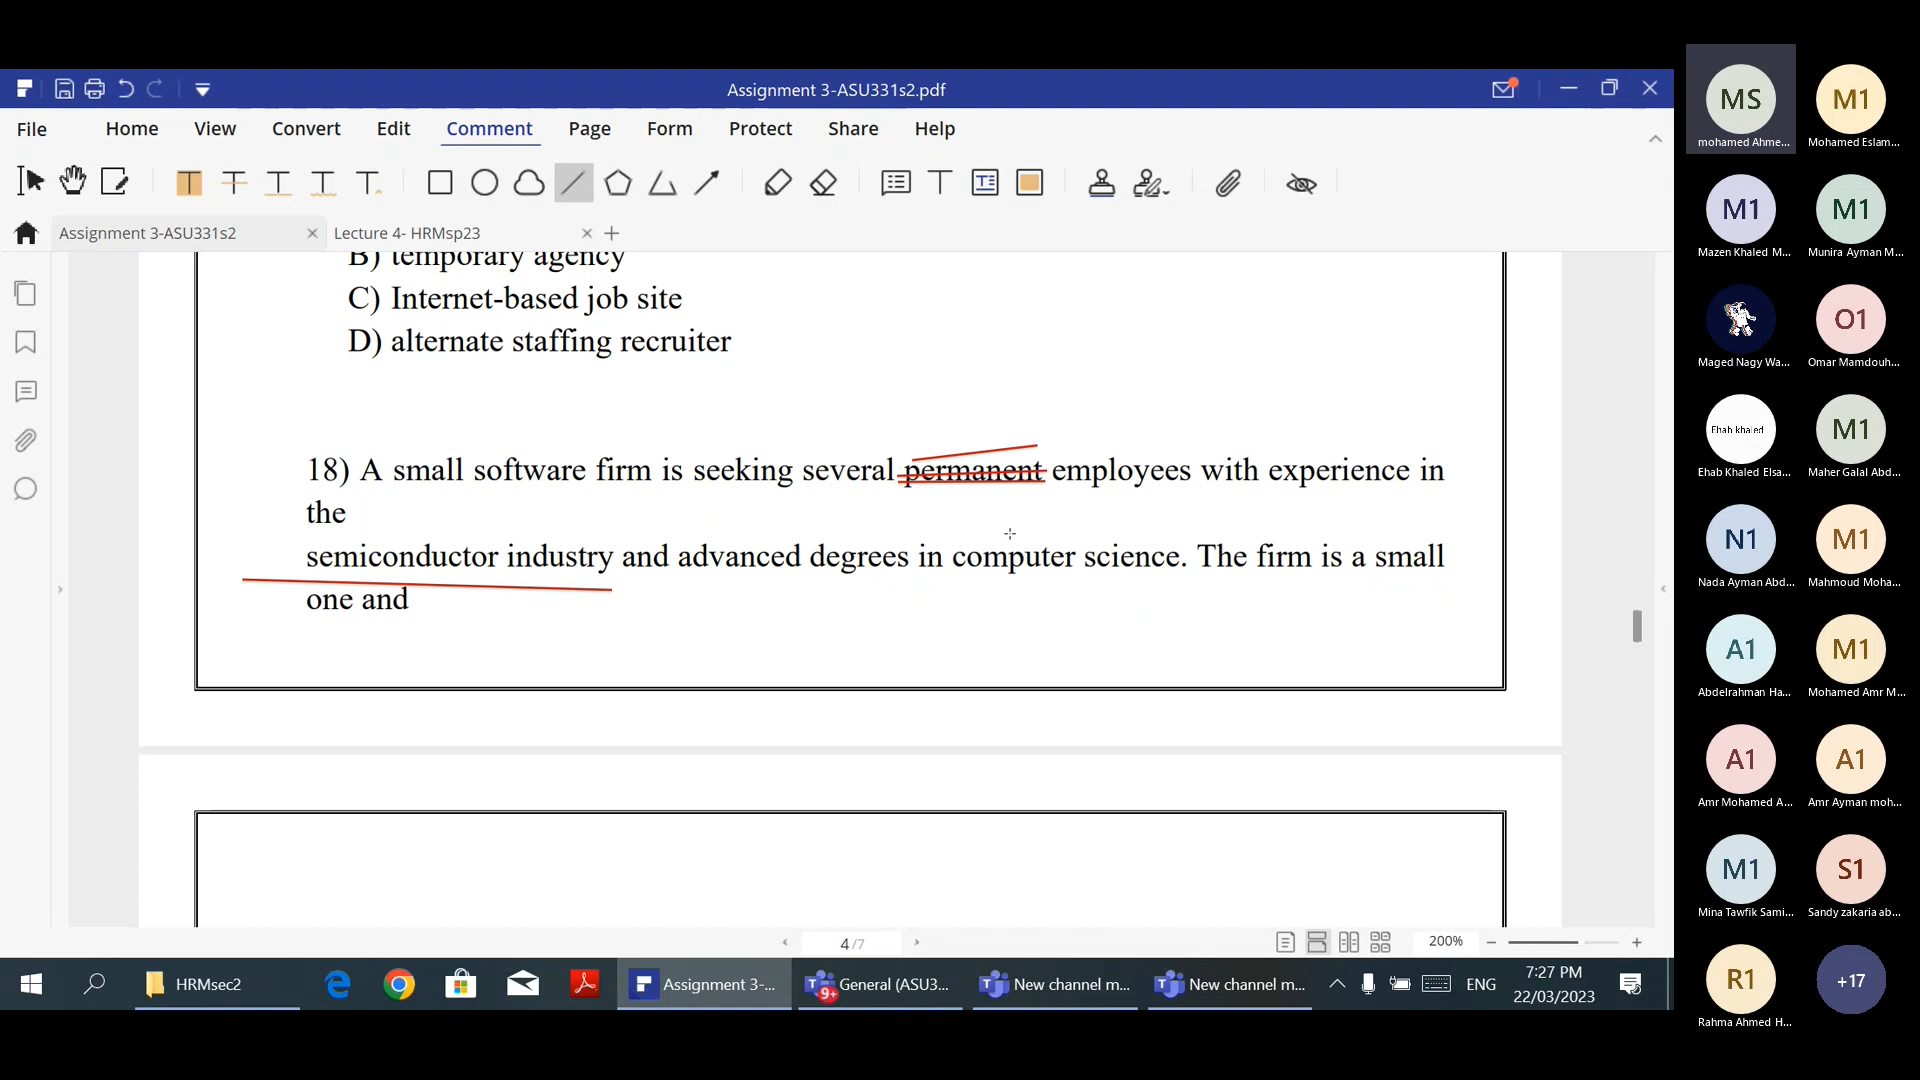 Assignment 3-ASU331s2.pdf
File Home View Convert Edit Comment Page Form Protect Share Help
Assignment 3-ASU331s2
Lecture 4- HRMsp23
B) temporary agency
C) Internet-based job site
D) alternate staffing recruiter
18) A small software firm is seeking several permanent employees with experience in
the
semiconductor industry and advanced degrees in computer science. The firm is a small
one and
4 /7
200%
HRMsec2
Assignment 3-...
9+
General (ASU3...
New channel m...
New channel m...
ENG
7:27 PM
22/03/2023
MS
mohamed Ahme...
M1
Mohamed Eslam...
M1
Mazen Khaled M...
M1
Munira Ayman M...
Maged Nagy Wa...
O1
Omar Mamdouh...
Ehab khaled
Ehab Khaled Elsa...
M1
Maher Galal Abd...
N1
Nada Ayman Abd...
M1
Mahmoud Moha...
A1
Abdelrahman Ha...
M1
Mohamed Amr M...
A1
Amr Mohamed A...
A1
Amr Ayman moh...
M1
Mina Tawfik Sami...
S1
Sandy zakaria ab...
R1
Rahma Ahmed H...
+17